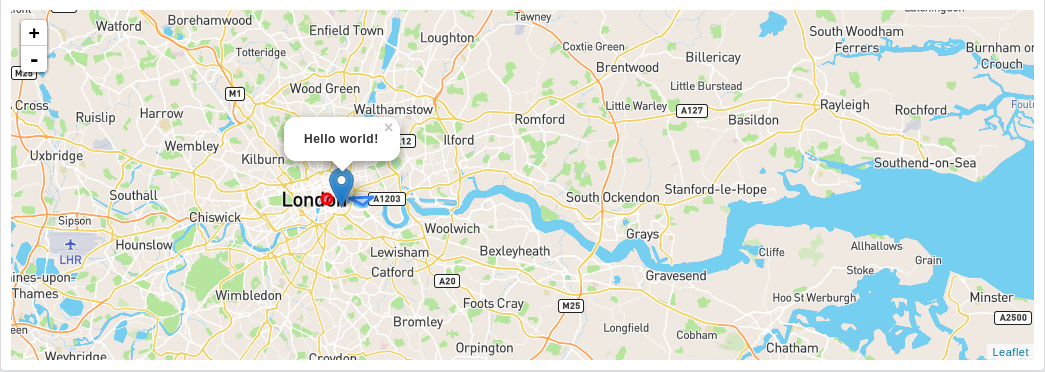 Watford
Borehamwood
Enfield Town
Loughton
Tawney
South Woodham
Ferrers
Burnham on
Crouch
+
-
M25
Totteridge
Coxtie Green
Brentwood
Billericay
Little Burstead
M1
Wood Green
Walthamstow
Little Warley
A127
Rayleigh
Rochford
Foulne
s Cross
Harrow
Ruislip
Romford
Basildon
Hello world!
×
A12
Ilford
Wembley
Uxbridge
Kilburn
Southend-on-Sea
Southall
London
A1203
South Ockendon
Stanford-le-Hope
Chiswick
Sipson
Woolwich
Grays
Hounslow
LHR
Lewisham
Bexleyheath
Cliffe
Allhallows
Grain
Catford
Gravesend
Stoke
aines-upon-
Thames
Wimbledon
A20
Foots Cray
M25
Hoo St Werburgh
Minster
A2500
Bromley
Longfield
Cobham
Orpington
Chatham
Weybridge
Croydon
Leaflet